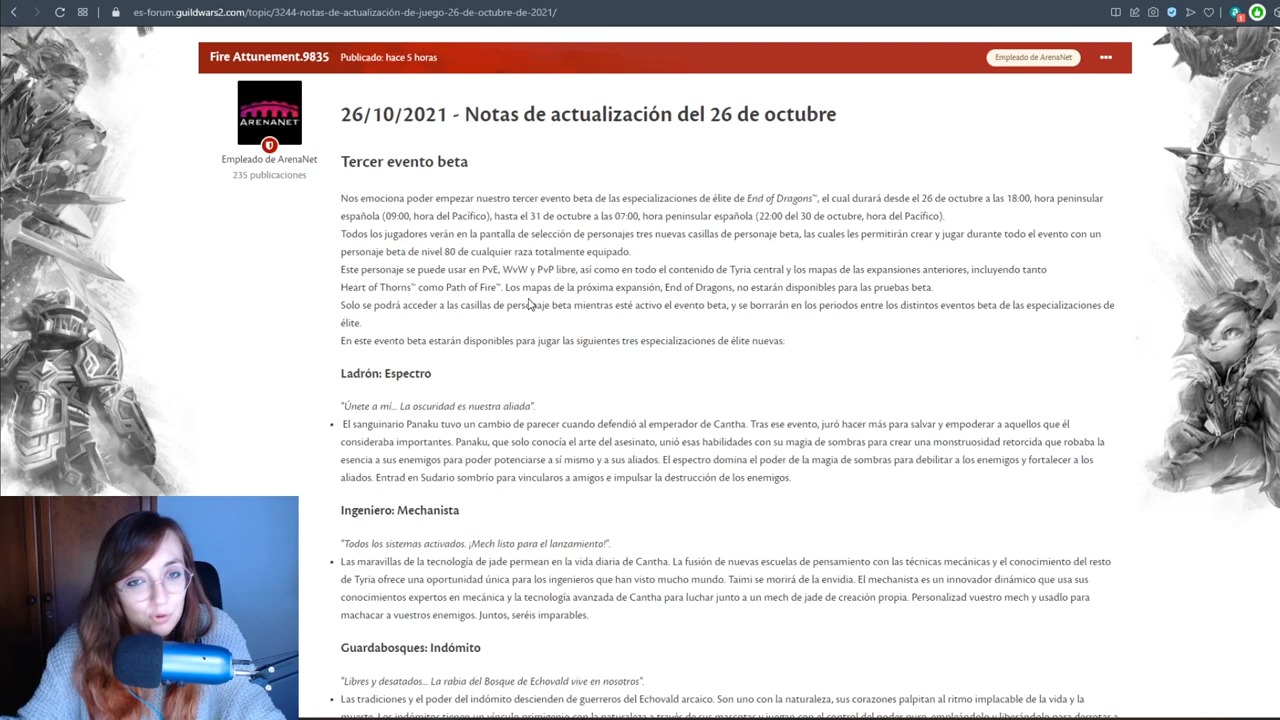 es-forum.guildwars2.com/topic/3244-notas-de-actualización-de-juego-26-de-octubre-de-2021/
Fire Attunement.9835 Publicado: hace 5 horas Empleado de ArenaNet
ARENANET
Empleado de ArenaNet
235 publicaciones
26/10/2021 - Notas de actualización del 26 de octubre
Tercer evento beta
Nos emociona poder empezar nuestro tercer evento beta de las especializaciones de élite de End of Dragons™, el cual durará desde el 26 de octubre a las 18:00, hora peninsular
española (09:00, hora del Pacífico), hasta el 31 de octubre a las 07:00, hora peninsular española (22:00 del 30 de octubre, hora del Pacífico).
Todos los jugadores verán en la pantalla de selección de personajes tres nuevas casillas de personaje beta, las cuales les permitirán crear y jugar durante todo el evento con un
personaje beta de nivel 80 de cualquier raza totalmente equipado.
Este personaje se puede usar en PvE, WvW y PvP libre, así como en todo el contenido de Tyria central y los mapas de las expansiones anteriores, incluyendo tanto
Heart of Thorns™ como Path of Fire™. Los mapas de la próxima expansión, End of Dragons, no estarán disponibles para las pruebas beta.
Solo se podrá acceder a las casillas de personaje beta mientras esté activo el evento beta, y se borrarán en los periodos entre los distintos eventos beta de las especializaciones de
élite.
En este evento beta estarán disponibles para jugar las siguientes tres especializaciones de élite nuevas:
Ladrón: Espectro
"Únete a mí... La oscuridad es nuestra aliada".
• El sanguinario Panaku tuvo un cambio de parecer cuando defendió al emperador de Cantha. Tras ese evento, juró hacer más para salvar y empoderar a aquellos que él
consideraba importantes. Panaku, que solo conocía el arte del asesinato, unió esas habilidades con su magia de sombras para crear una monstruosidad retorcida que robaba la
esencia a sus enemigos para poder potenciarse a sí mismo y a sus aliados. El espectro domina el poder de la magia de sombras para debilitar a los enemigos y fortalecer a los
aliados. Entrad en Sudario sombrío para vincularos a amigos e impulsar la destrucción de los enemigos.
Ingeniero: Mechanista
"Todos los sistemas activados. ¡Mech listo para el lanzamiento!".
• Las maravillas de la tecnología de jade permean en la vida diaria de Cantha. La fusión de nuevas escuelas de pensamiento con las técnicas mecánicas y el conocimiento del resto
de Tyria ofrece una oportunidad única para los ingenieros que han visto mucho mundo. Taimi se morirá de la envidia. El mechanista es un innovador dinámico que usa sus
conocimientos expertos en mecánica y la tecnología avanzada de Cantha para luchar junto a un mech de jade de creación propia. Personalizad vuestro mech y usadlo para
machacar a vuestros enemigos. Juntos, seréis imparables.
Guardabosques: Indómito
"Libres y desatados... La rabia del Bosque de Echovald vive en nosotros".
• Las tradiciones y el poder del indómito descienden de guerreros del Echovald arcaico. Son uno con la naturaleza, sus corazones palpitan al ritmo implacable de la vida y la
muerte. Los indómitos tienen un vínculo primigenio con la naturaleza a través de sus mascotas y juegan con el control del poder puro, empleándolo y liberándolo para derrotar a